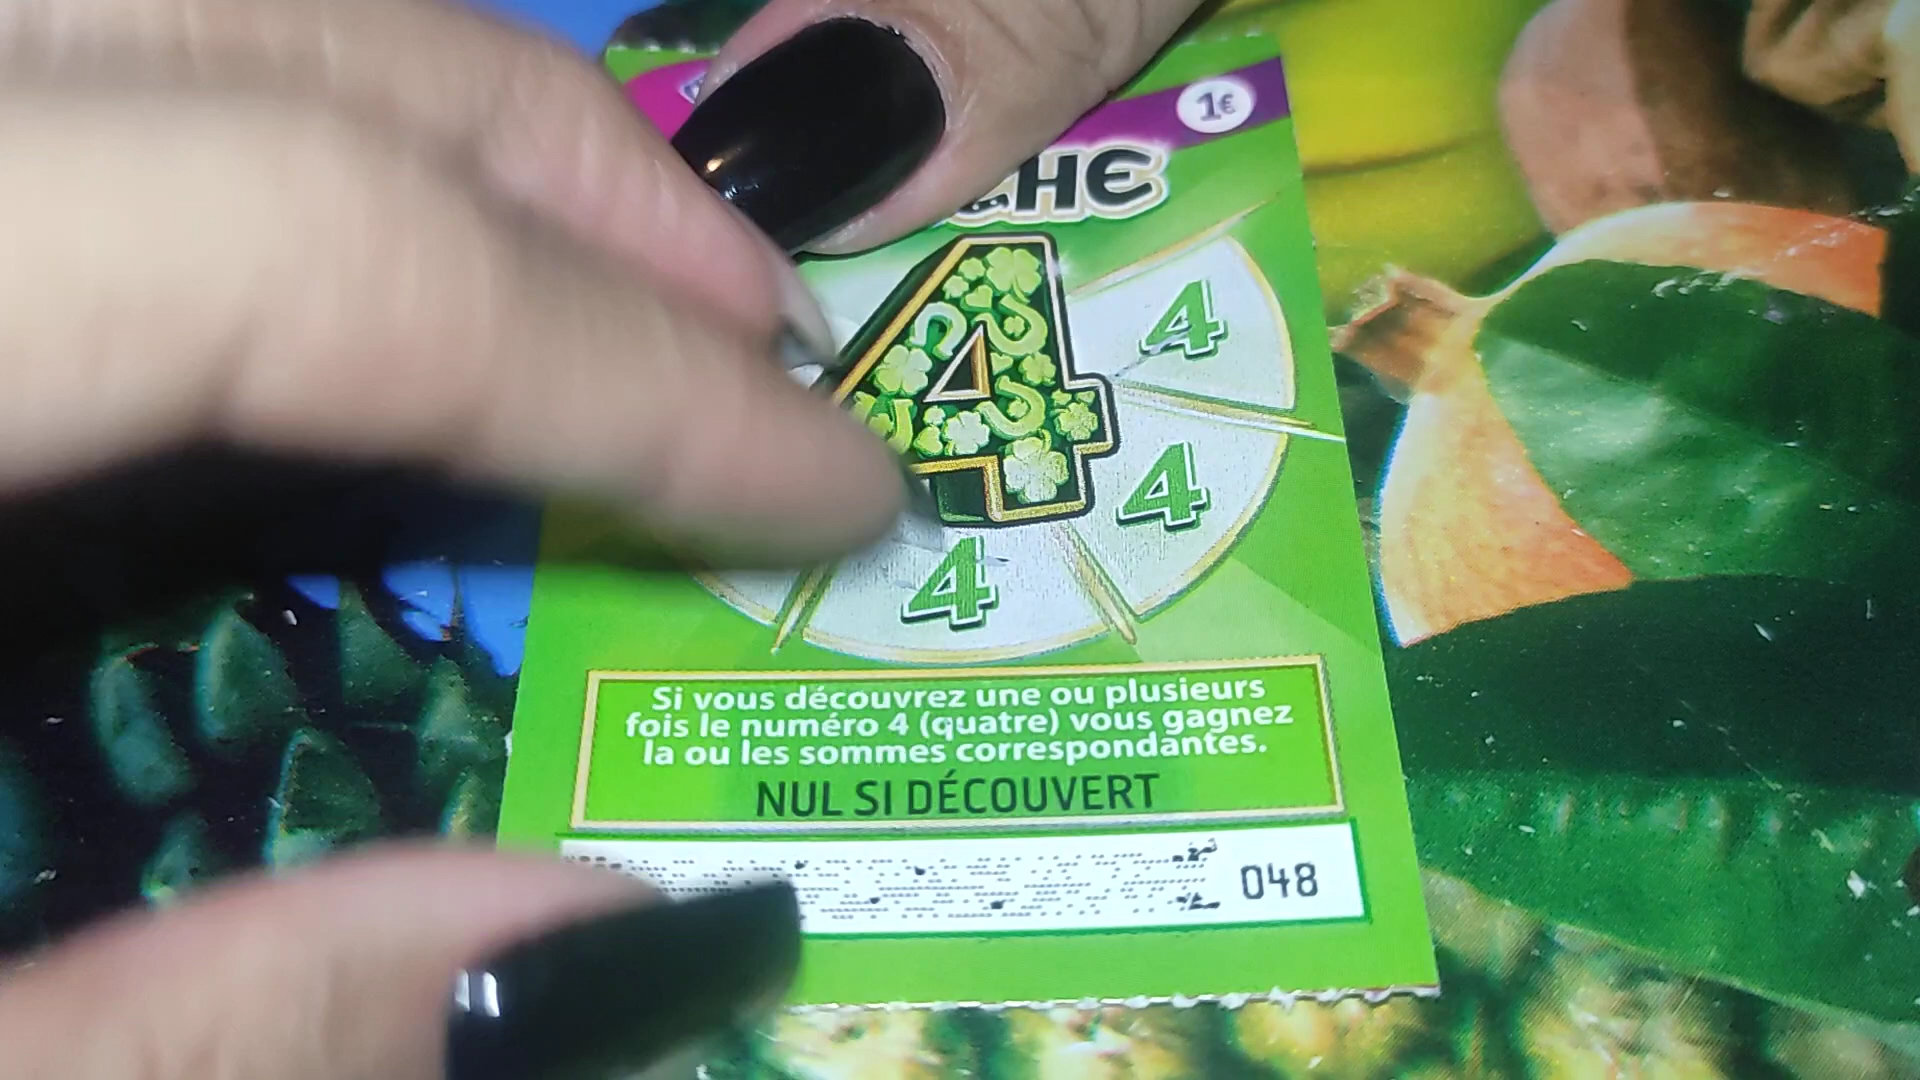 1€
CHE
4
4
4
4
Si vous découvrez une ou plusieurs
fois le numéro 4 (quatre) vous gagnez
la ou les sommes correspondantes.
NUL SI DÉCOUVERT
048